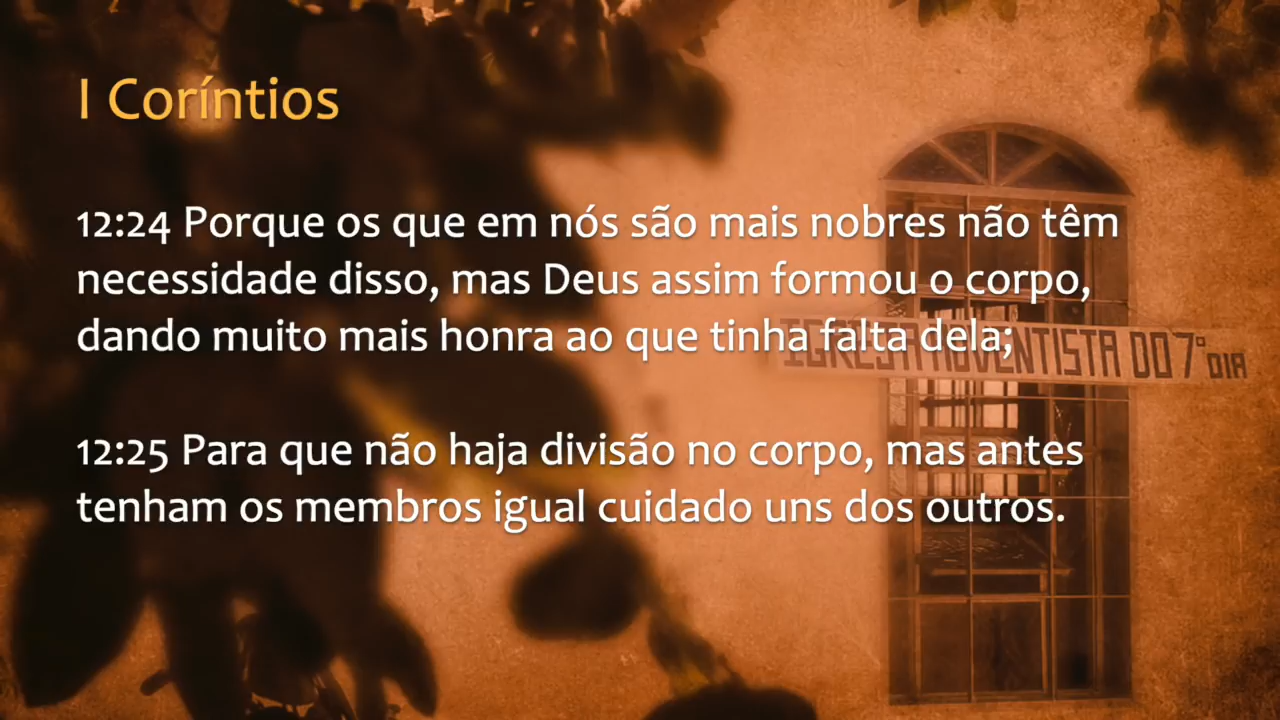 I Coríntios
12:24 Porque os que em nós são mais nobres não têm
necessidade disso, mas Deus assim formou o corpo,
dando muito mais honra ao que tinha falta dela;
12:25 Para que não haja divisão no corpo, mas antes
tenham os membros igual cuidado uns dos outros.
IGREJA ADVENTISTA DO 7° DIA